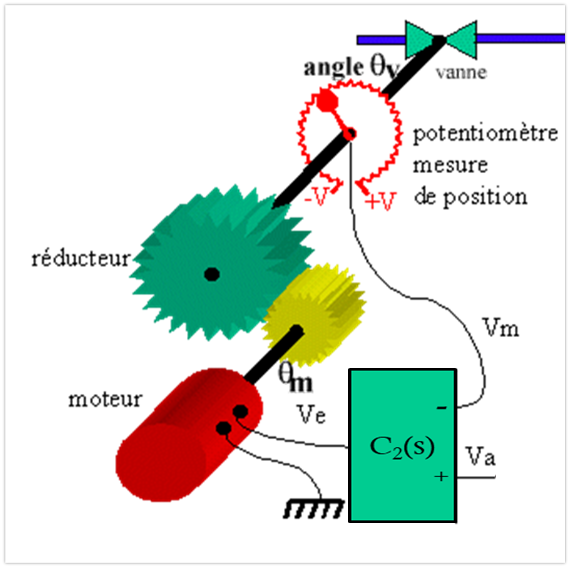 angle θv
vanne
potentiomètre
mesure
de position
-V
+V
réducteur
Vm
θm
moteur
Ve
-
C₂(s)
Va
+